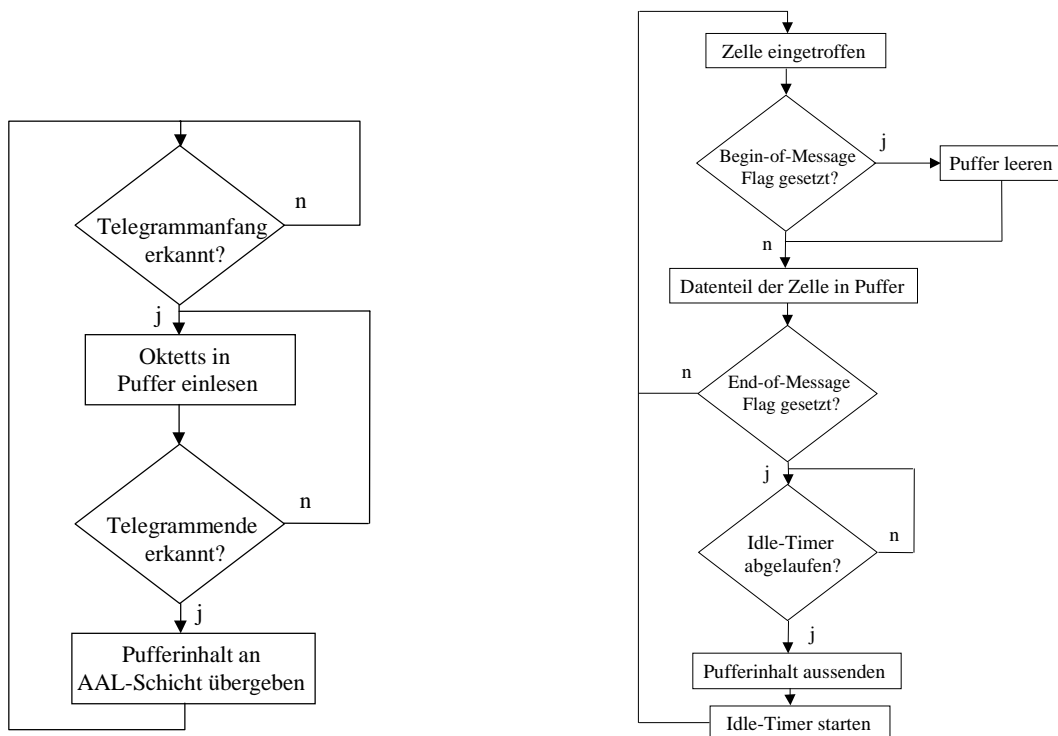 Telegrammanfang
erkannt?
n
j
Oktetts in
Puffer einlesen
Telegrammende
erkannt?
n
j
Pufferinhalt an
AAL-Schicht übergeben
Zelle eingetroffen
Begin-of-Message
Flag gesetzt?
j
Puffer leeren
n
Datenteil der Zelle in Puffer
n
End-of-Message
Flag gesetzt?
j
Idle-Timer
abgelaufen?
n
j
Pufferinhalt aussenden
Idle-Timer starten